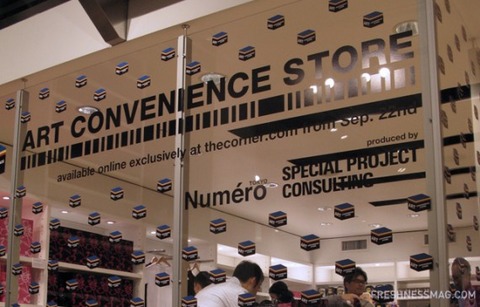 ART CONVENIENCE STORE
available online exclusively at thecorner.com from Sep. 22nd
produced by
Numéro TOKYO
SPECIAL PROJECT
CONSULTING
FRESHNESSMAG.COM